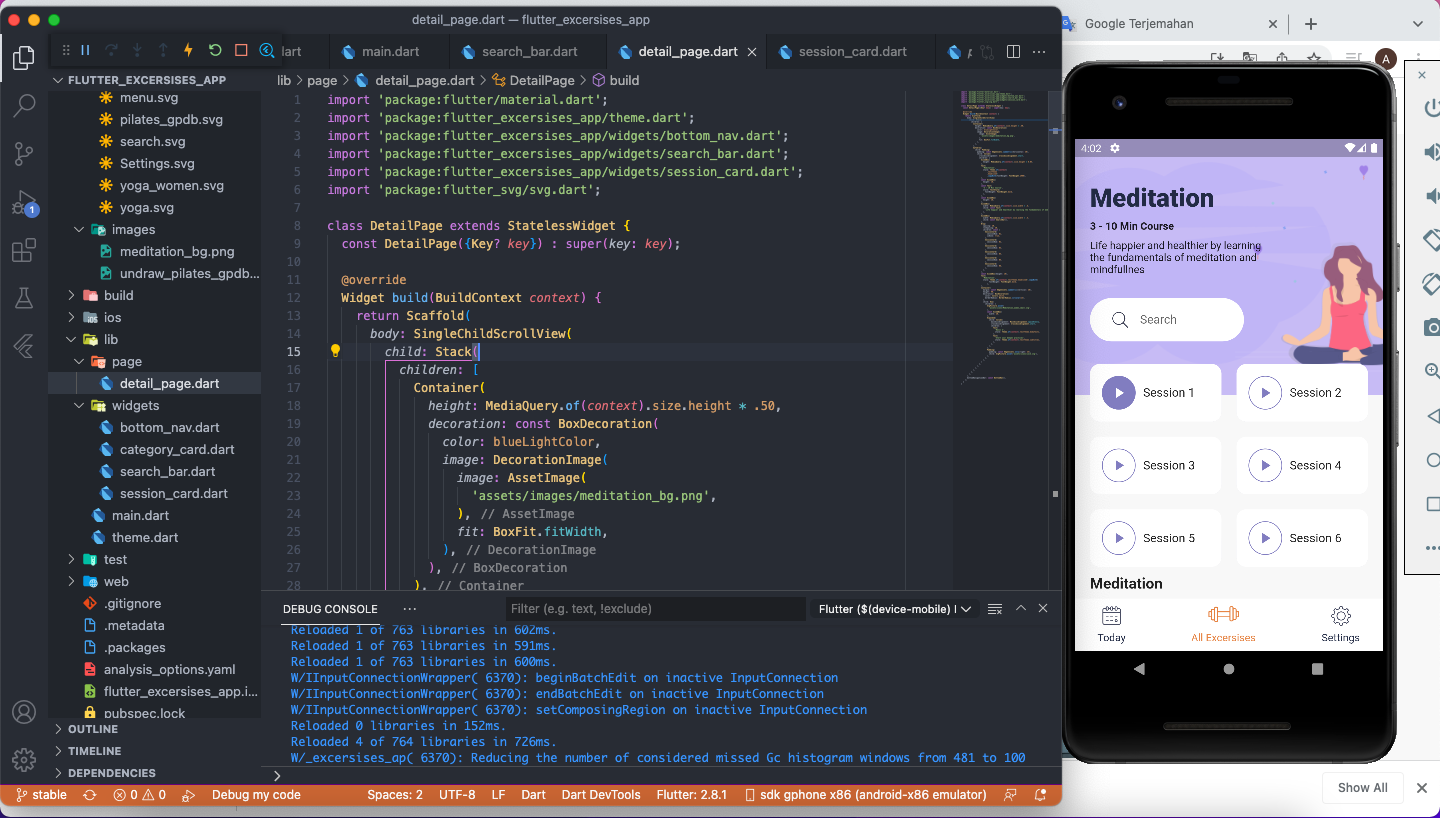 detail_page.dart — flutter_excersises_app
Google Terjemahan
A
dart
main.dart
search_bar.dart
detail_page.dart
session_card.dart
FLUTTER_EXCERSISES_APP
lib > page > detail_page.dart > DetailPage > build
menu.svg
pilates_gpdb.svg
search.svg
Settings.svg
yoga_women.svg
yoga.svg
images
meditation_bg.png
undraw_pilates_gpdb...
build
ios
lib
page
detail_page.dart
widgets
bottom_nav.dart
category_card.dart
search_bar.dart
session_card.dart
main.dart
theme.dart
test
web
.gitignore
.metadata
.packages
analysis_options.yaml
flutter_excersises_app.i...
pubspec.lock
OUTLINE
TIMELINE
DEPENDENCIES
1
1 import 'package:flutter/material.dart';
2 import 'package:flutter_excersises_app/theme.dart';
3 import 'package:flutter_excersises_app/widgets/bottom_nav.dart';
4 import 'package:flutter_excersises_app/widgets/search_bar.dart';
5 import 'package:flutter_excersises_app/widgets/session_card.dart';
6 import 'package:flutter_svg/svg.dart';
7
8 class DetailPage extends StatelessWidget {
9 const DetailPage({Key? key}) : super(key: key);
10
11 @override
12 Widget build(BuildContext context) {
13 return Scaffold(
14 body: SingleChildScrollView(
15 child: Stack(
16 children: [
17 Container(
18 height: MediaQuery.of(context).size.height * .50,
19 decoration: const BoxDecoration(
20 color: blueLightColor,
21 image: DecorationImage(
22 image: AssetImage(
23 'assets/images/meditation_bg.png',
24 ), // AssetImage
25 fit: BoxFit.fitWidth,
26 ), // DecorationImage
27 ), // BoxDecoration
28 ), // Container
DEBUG CONSOLE
Filter (e.g. text, !exclude)
Flutter ($(device-mobile)
Reloaded 1 of 763 libraries in 602ms.
Reloaded 1 of 763 libraries in 591ms.
Reloaded 1 of 763 libraries in 600ms.
W/IInputConnectionWrapper( 6370): beginBatchEdit on inactive InputConnection
W/IInputConnectionWrapper( 6370): endBatchEdit on inactive InputConnection
W/IInputConnectionWrapper( 6370): setComposingRegion on inactive InputConnection
Reloaded 0 libraries in 152ms.
Reloaded 4 of 764 libraries in 726ms.
W/_excersises_ap( 6370): Reducing the number of considered missed Gc histogram windows from 481 to 100
stable
0 0
Debug my code
Spaces: 2
UTF-8
LF
Dart
Dart DevTools
Flutter: 2.8.1
sdk gphone x86 (android-x86 emulator)
4:02
Meditation
3 - 10 Min Course
Life happier and healthier by learning
the fundamentals of meditation and
mindfullnes
Search
Session 1
Session 2
Session 3
Session 4
Session 5
Session 6
Meditation
Today
All Excersises
Settings
Show All